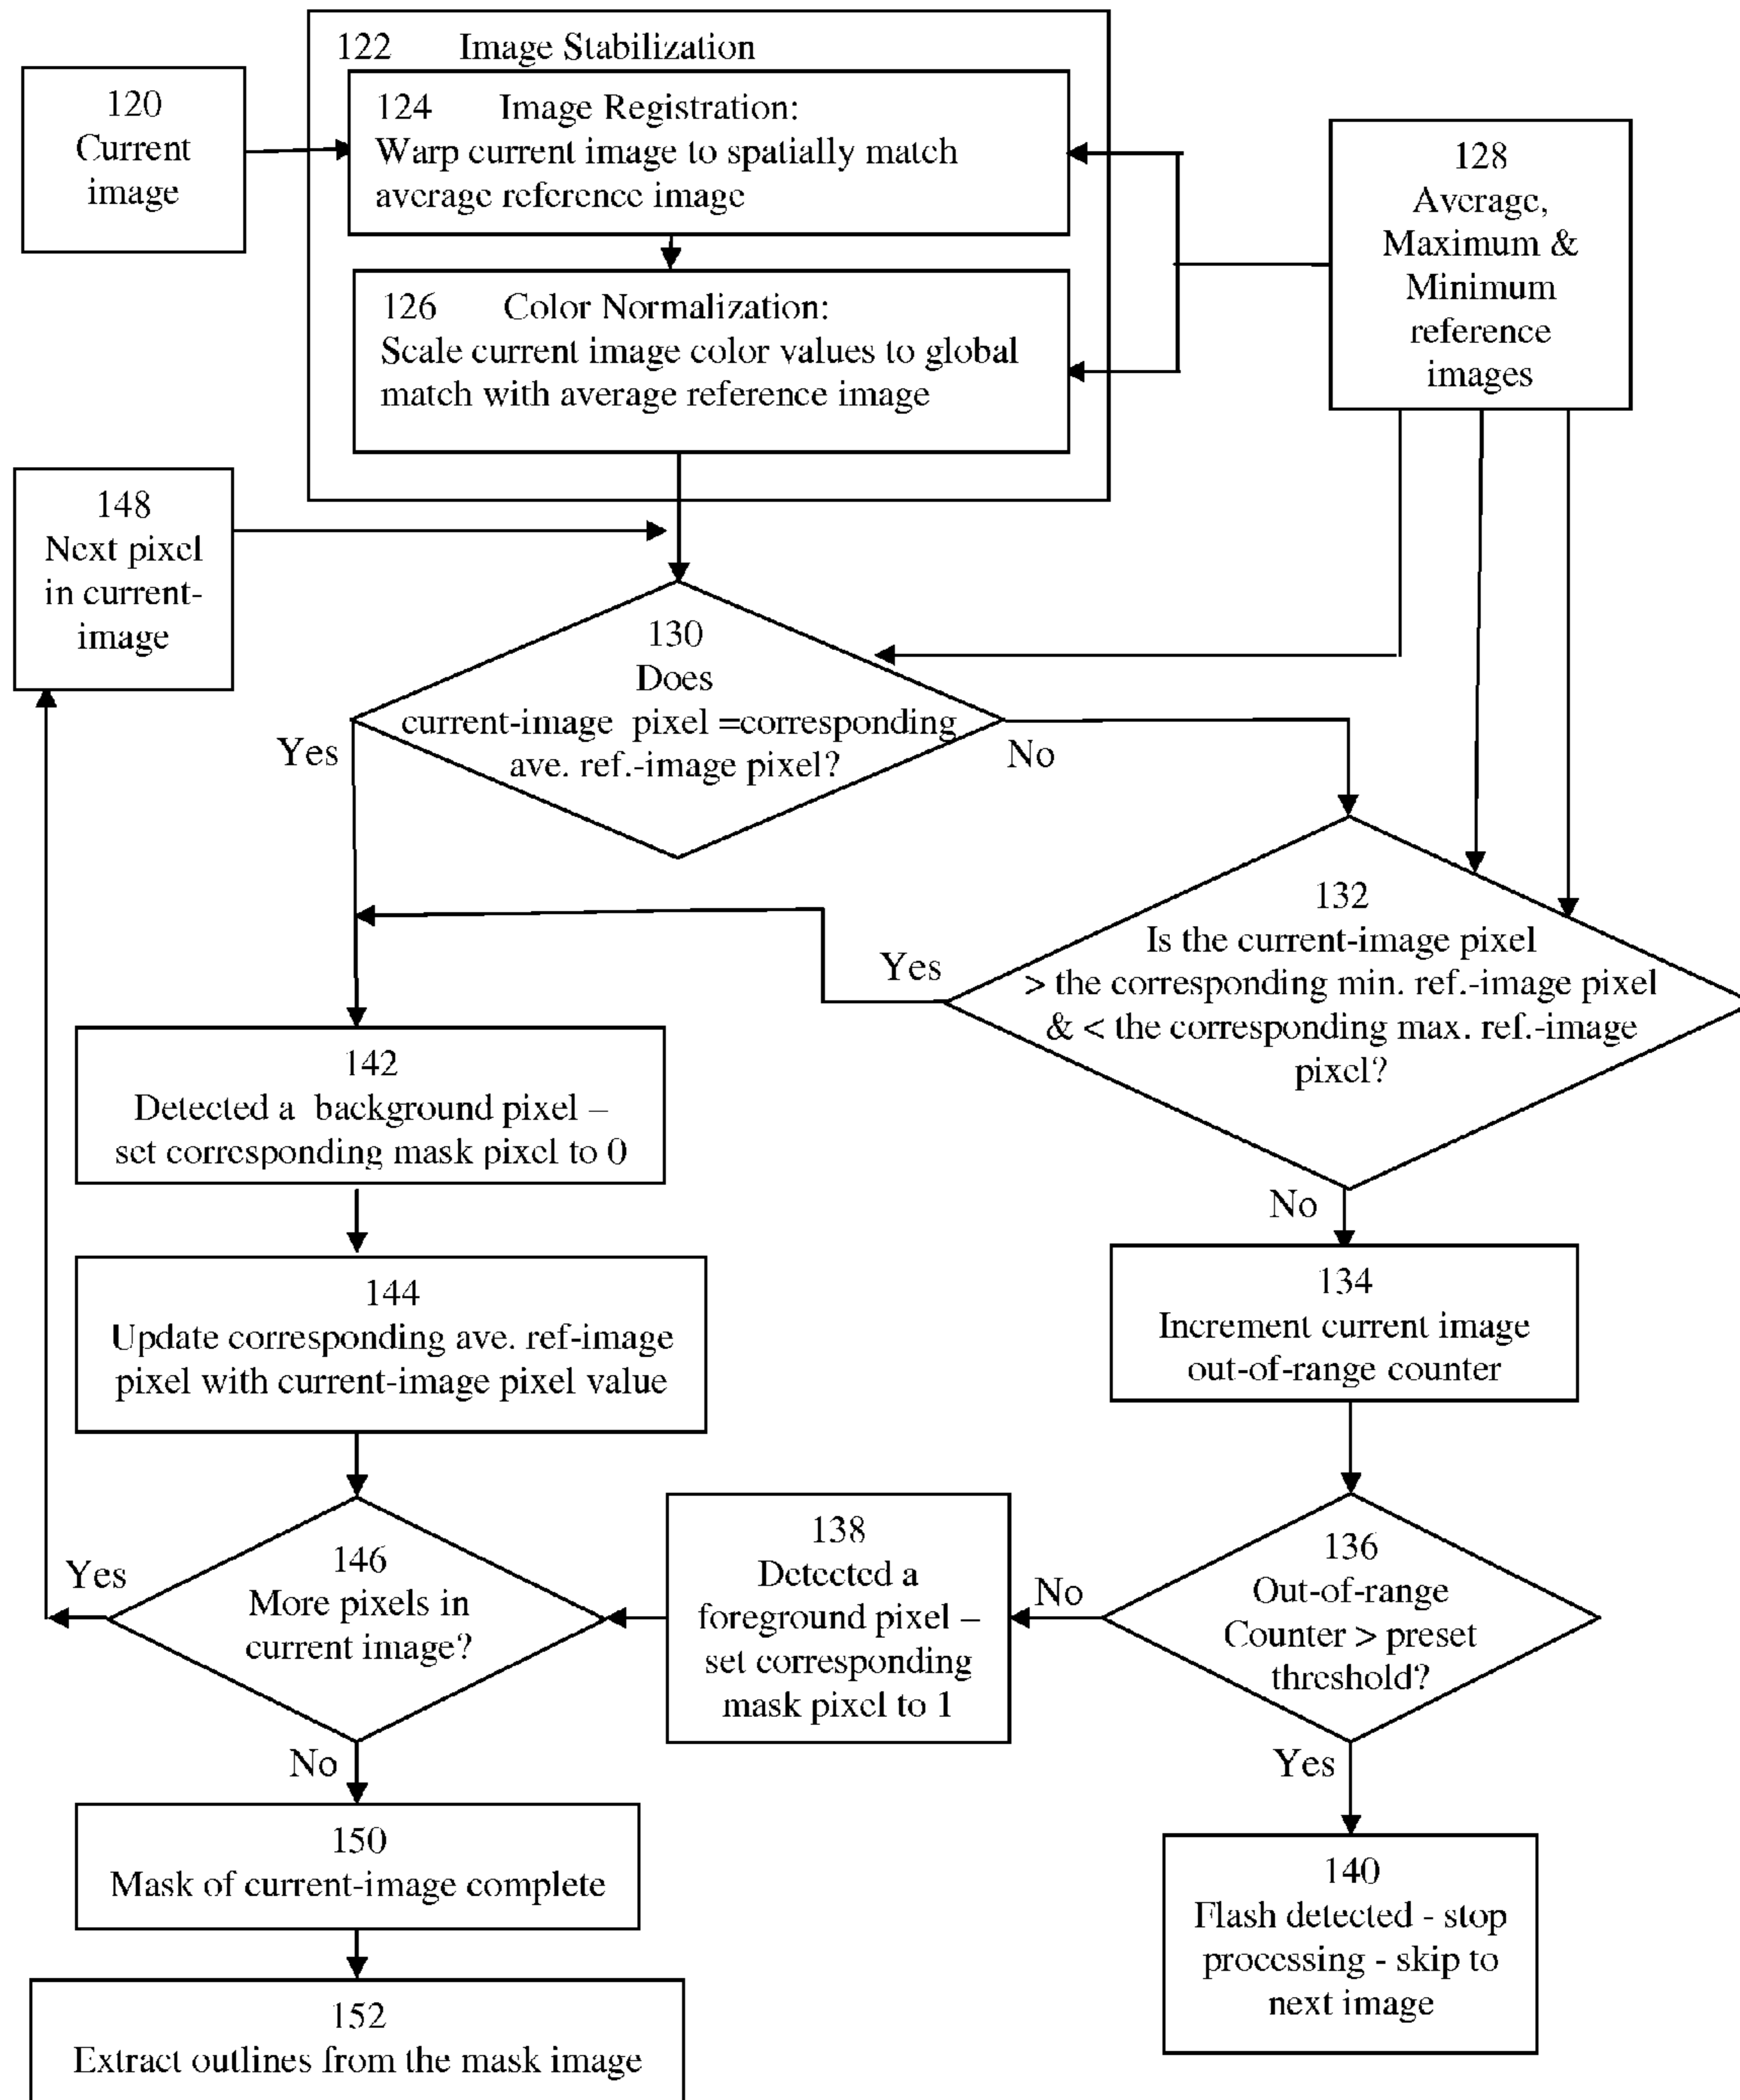 122 Image Stabilization
120
Current
image
124 Image Registration:
Warp current image to spatially match
average reference image
128
Average,
Maximum &
Minimum
reference
images
126 Color Normalization:
Scale current image color values to global
match with average reference image
148
Next pixel
in current-
image
130
Does
current-image pixel =corresponding
ave. ref.-image pixel?
Yes
No
132
Is the current-image pixel
> the corresponding min. ref.-image pixel
& < the corresponding max. ref.-image
pixel?
Yes
No
142
Detected a background pixel –
set corresponding mask pixel to 0
144
Update corresponding ave. ref-image
pixel with current-image pixel value
134
Increment current image
out-of-range counter
146
More pixels in
current image?
Yes
No
138
Detected a
foreground pixel –
set corresponding
mask pixel to 1
No
136
Out-of-range
Counter > preset
threshold?
Yes
150
Mask of current-image complete
140
Flash detected - stop
processing - skip to
next image
152
Extract outlines from the mask image